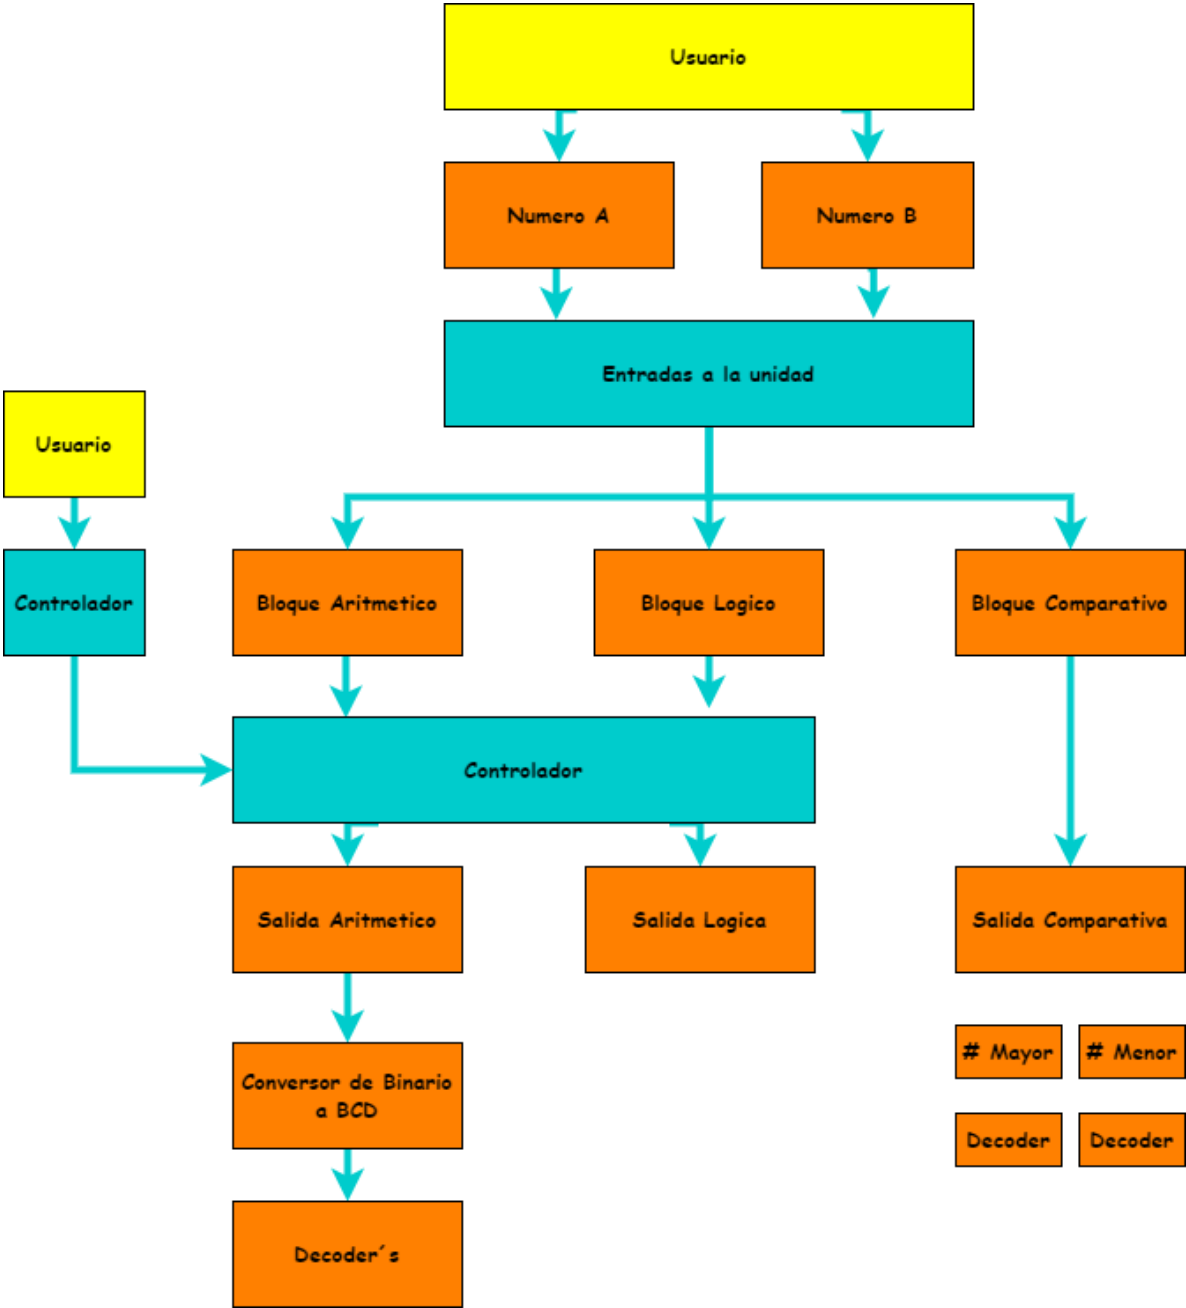 Usuario
Numero A
Numero B
Entradas a la unidad
Usuario
Controlador
Bloque Aritmetico
Bloque Logico
Bloque Comparativo
Controlador
Salida Aritmetico
Salida Logica
Salida Comparativa
# Mayor
# Menor
Conversor de Binario
a BCD
Decoder
Decoder
Decoder´s